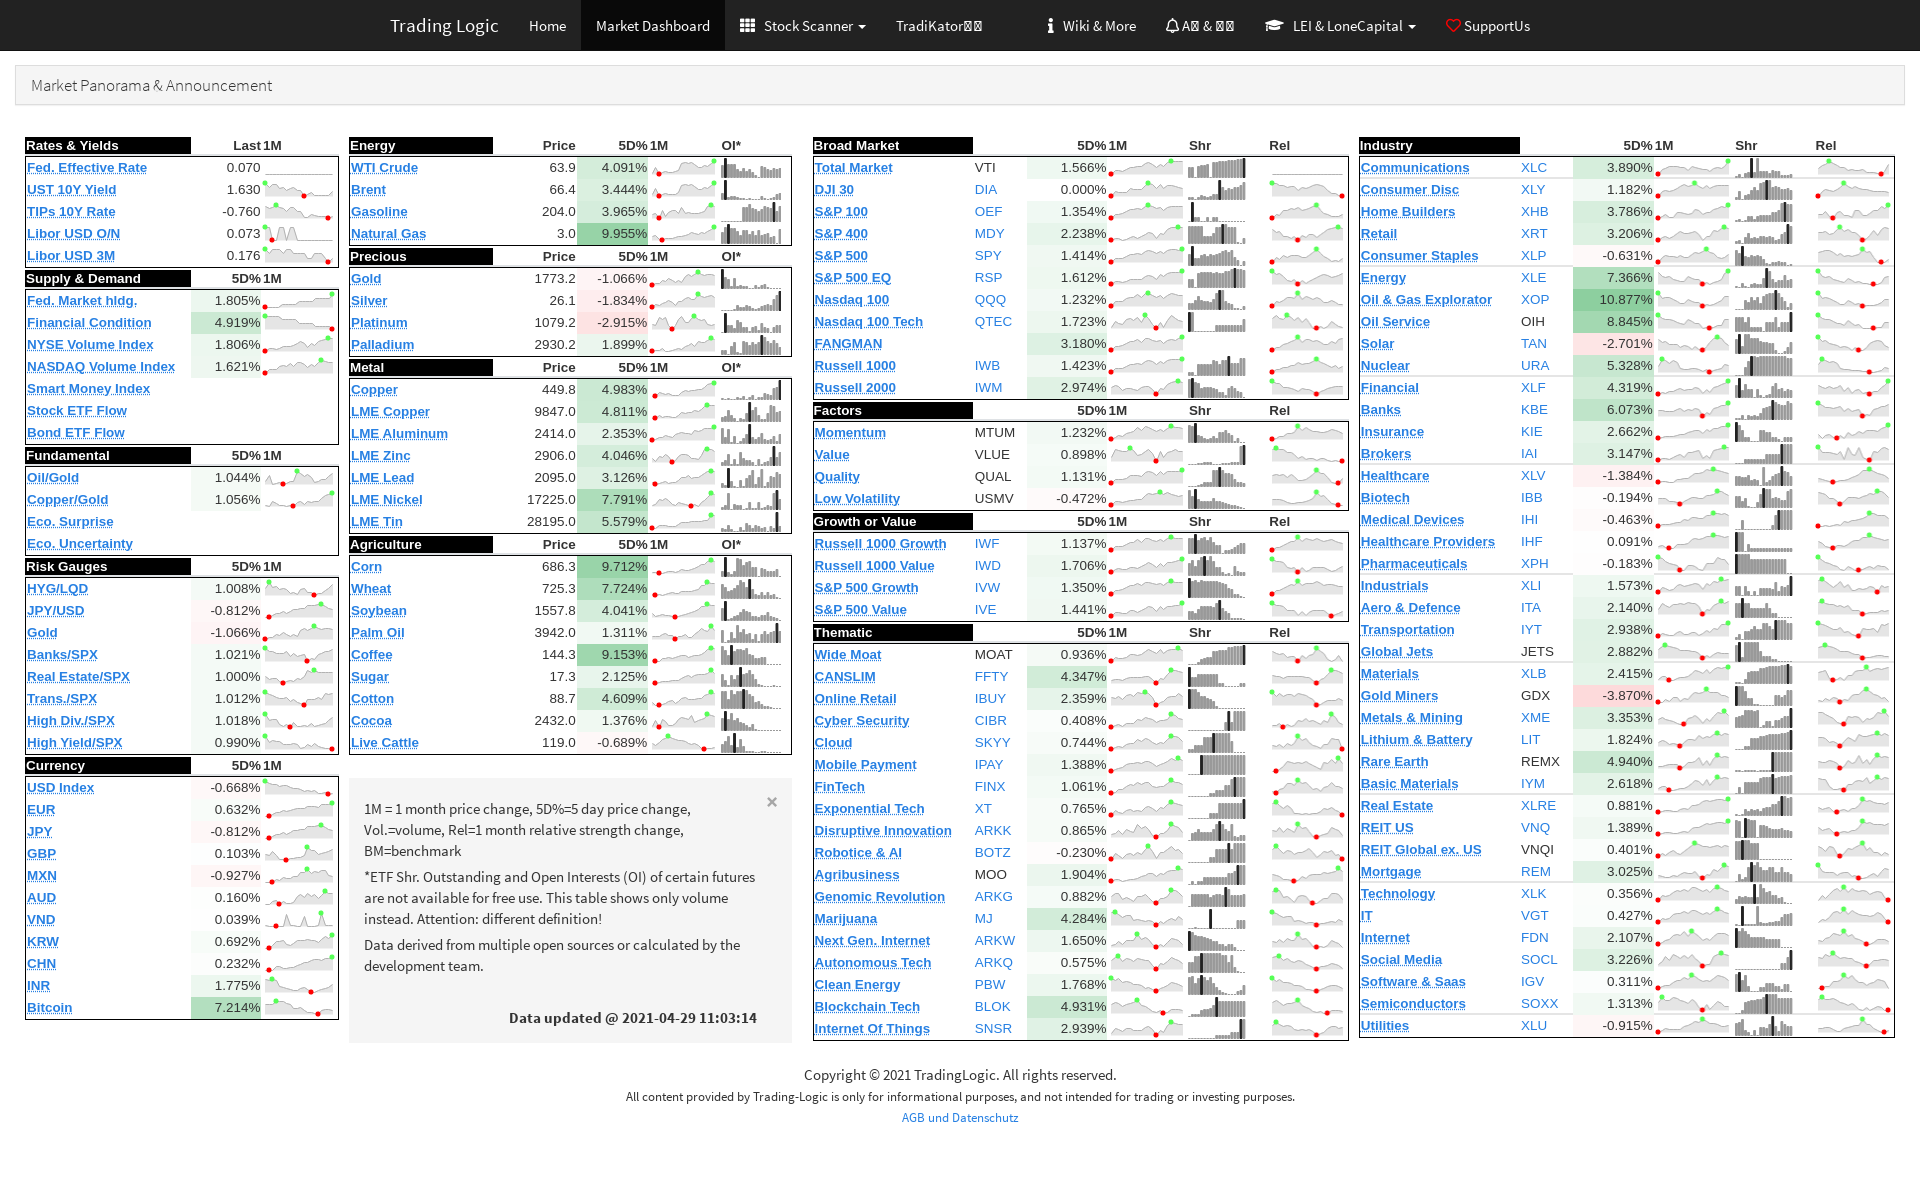 Trading Logic Home Market Dashboard Stock Scanner TradiKator Wiki & More A & LEI & LoneCapital SupportUs
Market Panorama & Announcement
Rates & Yields Last 1M
Fed. Effective Rate 0.070
UST 10Y Yield 1.630
TIPs 10Y Rate -0.760
Libor USD O/N 0.073
Libor USD 3M 0.176
Supply & Demand 5D% 1M
Fed. Market hldg. 1.805%
Financial Condition 4.919%
NYSE Volume Index 1.806%
NASDAQ Volume Index 1.621%
Smart Money Index
Stock ETF Flow
Bond ETF Flow
Fundamental 5D% 1M
Oil/Gold 1.044%
Copper/Gold 1.056%
Eco. Surprise
Eco. Uncertainty
Risk Gauges 5D% 1M
HYG/LQD 1.008%
JPY/USD -0.812%
Gold -1.066%
Banks/SPX 1.021%
Real Estate/SPX 1.000%
Trans./SPX 1.012%
High Div./SPX 1.018%
High Yield/SPX 0.990%
Currency 5D% 1M
USD Index -0.668%
EUR 0.632%
JPY -0.812%
GBP 0.103%
MXN -0.927%
AUD 0.160%
VND 0.039%
KRW 0.692%
CHN 0.232%
INR 1.775%
Bitcoin 7.214%
Energy Price 5D% 1M OI*
WTI Crude 63.9 4.091%
Brent 66.4 3.444%
Gasoline 204.0 3.965%
Natural Gas 3.0 9.955%
Precious Price 5D% 1M OI*
Gold 1773.2 -1.066%
Silver 26.1 -1.834%
Platinum 1079.2 -2.915%
Palladium 2930.2 1.899%
Metal Price 5D% 1M OI*
Copper 449.8 4.983%
LME Copper 9847.0 4.811%
LME Aluminum 2414.0 2.353%
LME Zinc 2906.0 4.046%
LME Lead 2095.0 3.126%
LME Nickel 17225.0 7.791%
LME Tin 28195.0 5.579%
Agriculture Price 5D% 1M OI*
Corn 686.3 9.712%
Wheat 725.3 7.724%
Soybean 1557.8 4.041%
Palm Oil 3942.0 1.311%
Coffee 144.3 9.153%
Sugar 17.3 2.125%
Cotton 88.7 4.609%
Cocoa 2432.0 1.376%
Live Cattle 119.0 -0.689%
×
1M = 1 month price change, 5D%=5 day price change,
Vol.=volume, Rel=1 month relative strength change,
BM=benchmark
*ETF Shr. Outstanding and Open Interests (OI) of certain futures
are not available for free use. This table shows only volume
instead. Attention: different definition!
Data derived from multiple open sources or calculated by the
development team.
Data updated @ 2021-04-29 11:03:14
Broad Market 5D% 1M Shr Rel
Total Market VTI 1.566%
DJI 30 DIA 0.000%
S&P 100 OEF 1.354%
S&P 400 MDY 2.238%
S&P 500 SPY 1.414%
S&P 500 EQ RSP 1.612%
Nasdaq 100 QQQ 1.232%
Nasdaq 100 Tech QTEC 1.723%
FANGMAN 3.180%
Russell 1000 IWB 1.423%
Russell 2000 IWM 2.974%
Factors 5D% 1M Shr Rel
Momentum MTUM 1.232%
Value VLUE 0.898%
Quality QUAL 1.131%
Low Volatility USMV -0.472%
Growth or Value 5D% 1M Shr Rel
Russell 1000 Growth IWF 1.137%
Russell 1000 Value IWD 1.706%
S&P 500 Growth IVW 1.350%
S&P 500 Value IVE 1.441%
Thematic 5D% 1M Shr Rel
Wide Moat MOAT 0.936%
CANSLIM FFTY 4.347%
Online Retail IBUY 2.359%
Cyber Security CIBR 0.408%
Cloud SKYY 0.744%
Mobile Payment IPAY 1.388%
FinTech FINX 1.061%
Exponential Tech XT 0.765%
Disruptive Innovation ARKK 0.865%
Robotice & AI BOTZ -0.230%
Agribusiness MOO 1.904%
Genomic Revolution ARKG 0.882%
Marijuana MJ 4.284%
Next Gen. Internet ARKW 1.650%
Autonomous Tech ARKQ 0.575%
Clean Energy PBW 1.768%
Blockchain Tech BLOK 4.931%
Internet Of Things SNSR 2.939%
Industry 5D% 1M Shr Rel
Communications XLC 3.890%
Consumer Disc XLY 1.182%
Home Builders XHB 3.786%
Retail XRT 3.206%
Consumer Staples XLP -0.631%
Energy XLE 7.366%
Oil & Gas Explorator XOP 10.877%
Oil Service OIH 8.845%
Solar TAN -2.701%
Nuclear URA 5.328%
Financial XLF 4.319%
Banks KBE 6.073%
Insurance KIE 2.662%
Brokers IAI 3.147%
Healthcare XLV -1.384%
Biotech IBB -0.194%
Medical Devices IHI -0.463%
Healthcare Providers IHF 0.091%
Pharmaceuticals XPH -0.183%
Industrials XLI 1.573%
Aero & Defence ITA 2.140%
Transportation IYT 2.938%
Global Jets JETS 2.882%
Materials XLB 2.415%
Gold Miners GDX -3.870%
Metals & Mining XME 3.353%
Lithium & Battery LIT 1.824%
Rare Earth REMX 4.940%
Basic Materials IYM 2.618%
Real Estate XLRE 0.881%
REIT US VNQ 1.389%
REIT Global ex. US VNQI 0.401%
Mortgage REM 3.025%
Technology XLK 0.356%
IT VGT 0.427%
Internet FDN 2.107%
Social Media SOCL 3.226%
Software & Saas IGV 0.311%
Semiconductors SOXX 1.313%
Utilities XLU -0.915%
Copyright © 2021 TradingLogic. All rights reserved.
All content provided by Trading-Logic is only for informational purposes, and not intended for trading or investing purposes.
AGB und Datenschutz